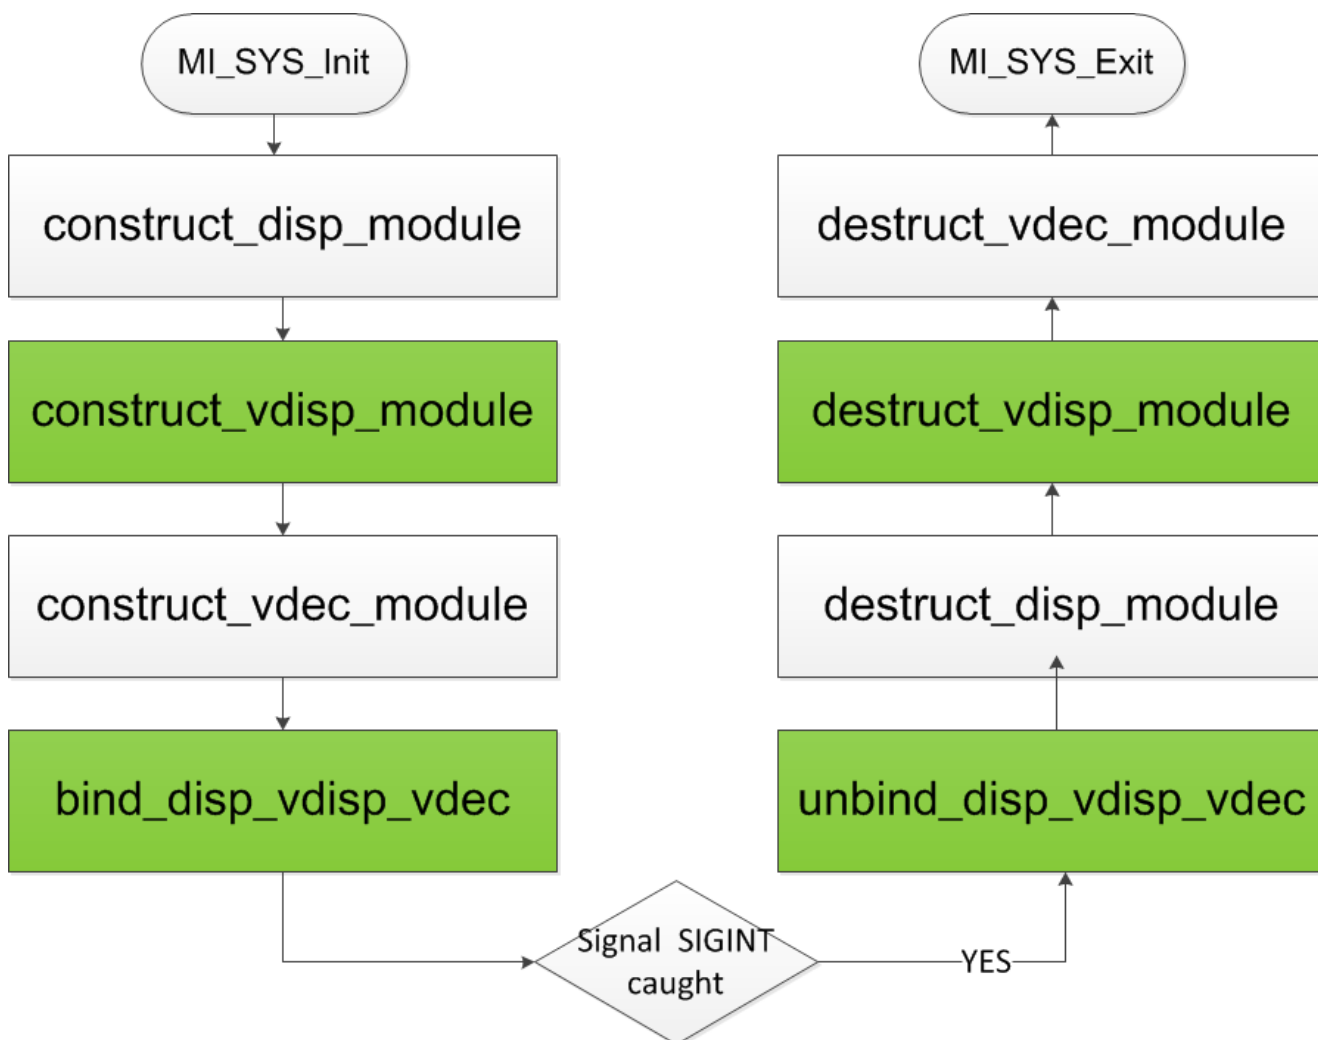 MI_SYS_Init
construct_disp_module
construct_vdisp_module
construct_vdec_module
bind_disp_vdisp_vdec
Signal SIGINT
caught
YES
unbind_disp_vdisp_vdec
destruct_disp_module
destruct_vdisp_module
destruct_vdec_module
MI_SYS_Exit